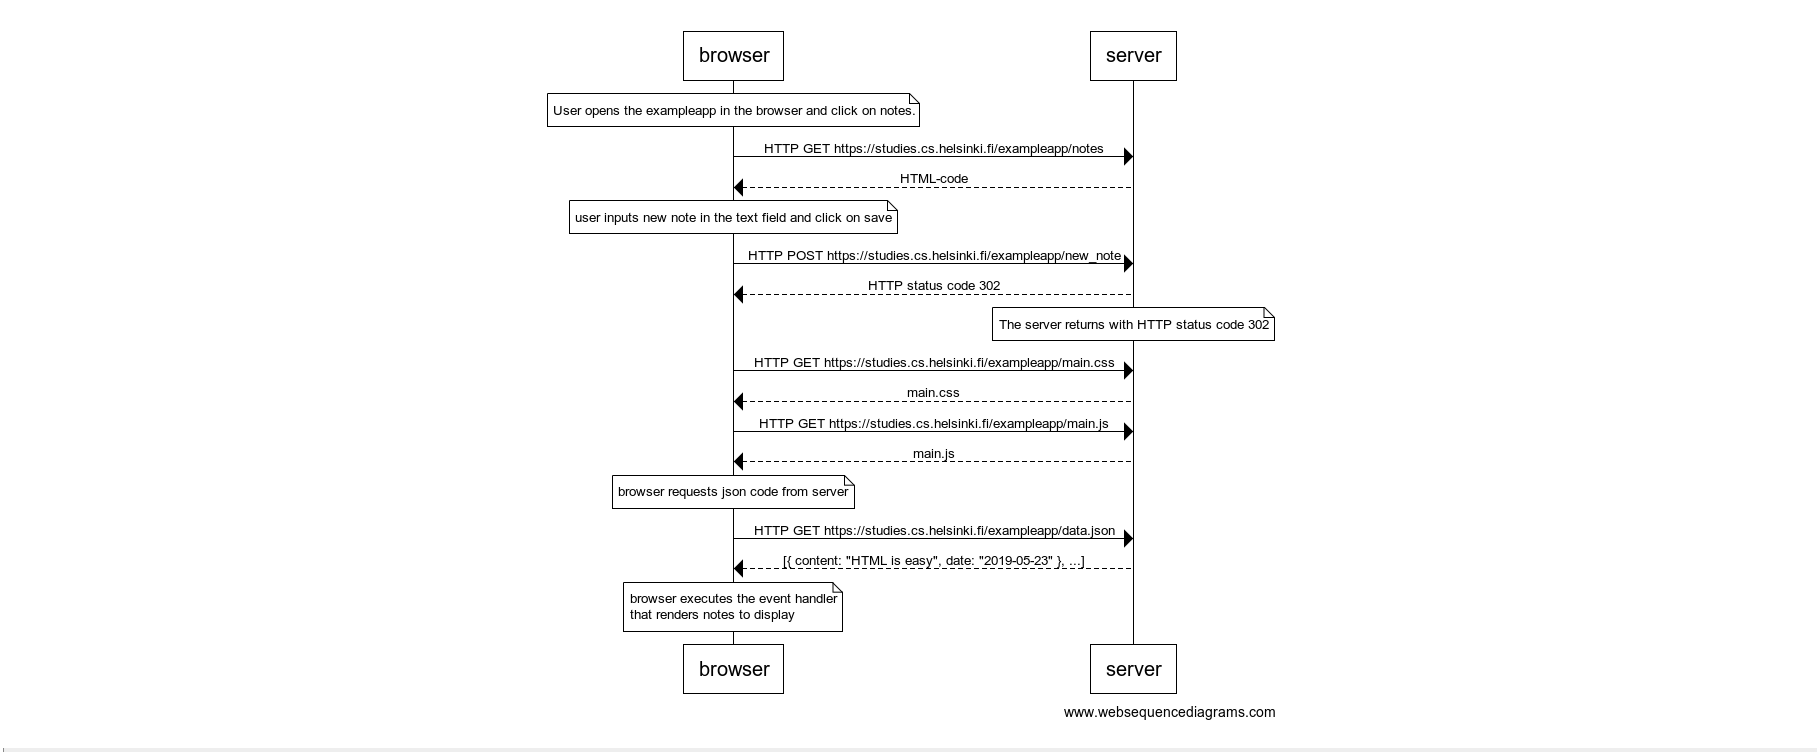 browser
server
User opens the exampleapp in the browser and click on notes.
HTTP GET https://studies.cs.helsinki.fi/exampleapp/notes
HTML-code
user inputs new note in the text field and click on save
HTTP POST https://studies.cs.helsinki.fi/exampleapp/new_note
HTTP status code 302
The server returns with HTTP status code 302
HTTP GET https://studies.cs.helsinki.fi/exampleapp/main.css
main.css
HTTP GET https://studies.cs.helsinki.fi/exampleapp/main.js
main.js
browser requests json code from server
HTTP GET https://studies.cs.helsinki.fi/exampleapp/data.json
[{ content: "HTML is easy", date: "2019-05-23" }, ...]
browser executes the event handler
that renders notes to display
browser
server
www.websequencediagrams.com